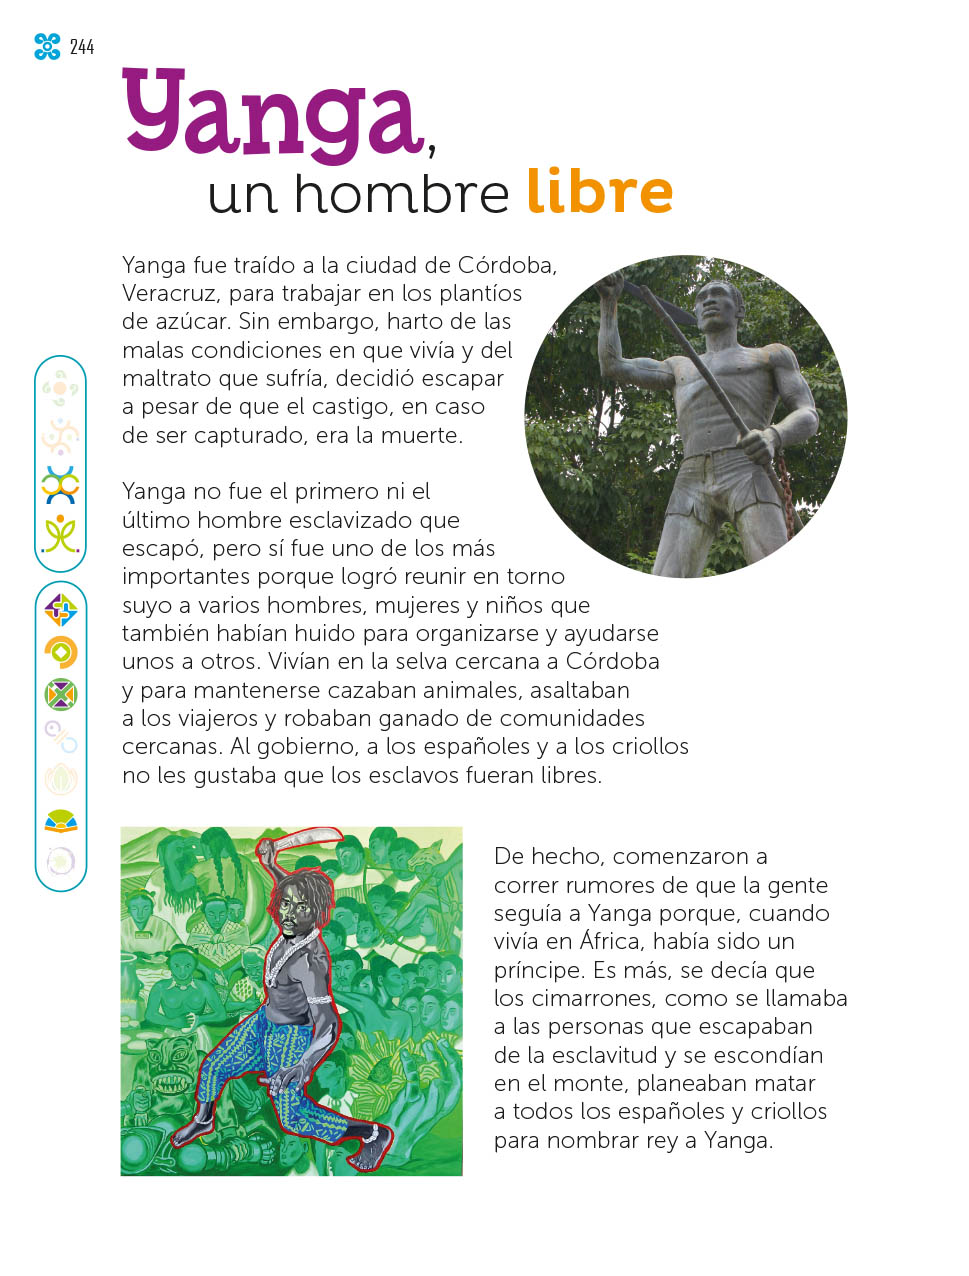 244
Yanga,
un hombre libre
Yanga fue traído a la ciudad de Córdoba,
Veracruz, para trabajar en los plantíos
de azúcar. Sin embargo, harto de las
malas condiciones en que vivía y del
maltrato que sufría, decidió escapar
a pesar de que el castigo, en caso
de ser capturado, era la muerte.
Yanga no fue el primero ni el
último hombre esclavizado que
escapó, pero sí fue uno de los más
importantes porque logró reunir en torno
suyo a varios hombres, mujeres y niños que
también habían huido para organizarse y ayudarse
unos a otros. Vivían en la selva cercana a Córdoba
y para mantenerse cazaban animales, asaltaban
a los viajeros y robaban ganado de comunidades
cercanas. Al gobierno, a los españoles y a los criollos
no les gustaba que los esclavos fueran libres.
De hecho, comenzaron a
correr rumores de que la gente
seguía a Yanga porque, cuando
vivía en África, había sido un
príncipe. Es más, se decía que
los cimarrones, como se llamaba
a las personas que escapaban
de la esclavitud y se escondían
en el monte, planeaban matar
a todos los españoles y criollos
para nombrar rey a Yanga.